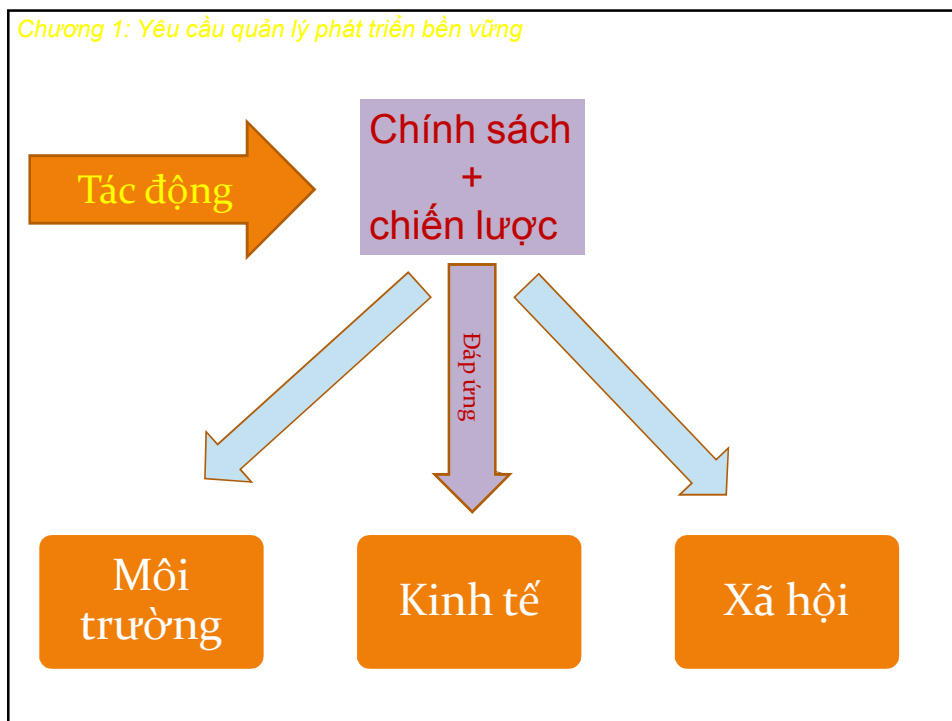 Chương 1: Yêu cầu quản lý phát triển bền vững
Chính sách
+
chiến lược
Tác động
Đáp ứng
Môi
trường
Kinh tế
Xã hội